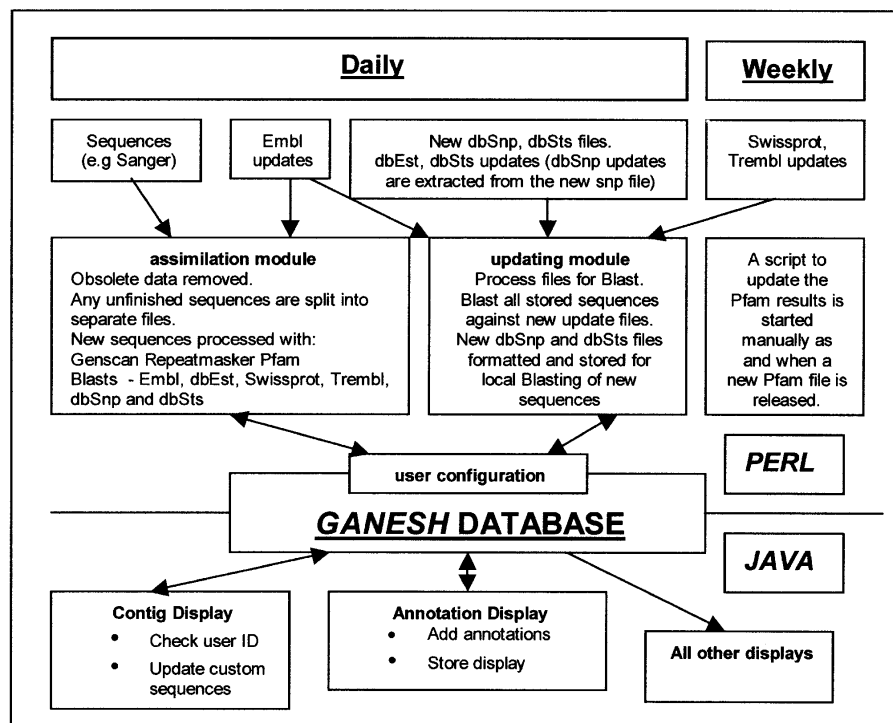 Daily
Weekly
Sequences
(e.g Sanger)
Embl
updates
New dbSnp, dbSts files.
dbEst, dbSts updates (dbSnp updates
are extracted from the new snp file)
Swissprot,
Trembl updates
assimilation module
Obsolete data removed.
Any unfinished sequences are split into
separate files.
New sequences processed with:
Genscan Repeatmasker Pfam
Blasts - Embl, dbEst, Swissprot, Trembl,
dbSnp and dbSts
updating module
Process files for Blast.
Blast all stored sequences
against new update files.
New dbSnp and dbSts files
formatted and stored for
local Blasting of new
sequences
A script to
update the
Pfam results is
started
manually as
and when a
new Pfam file is
released.
user configuration
PERL
GANESH DATABASE
JAVA
Contig Display
• Check user ID
• Update custom
sequences
Annotation Display
• Add annotations
• Store display
All other displays